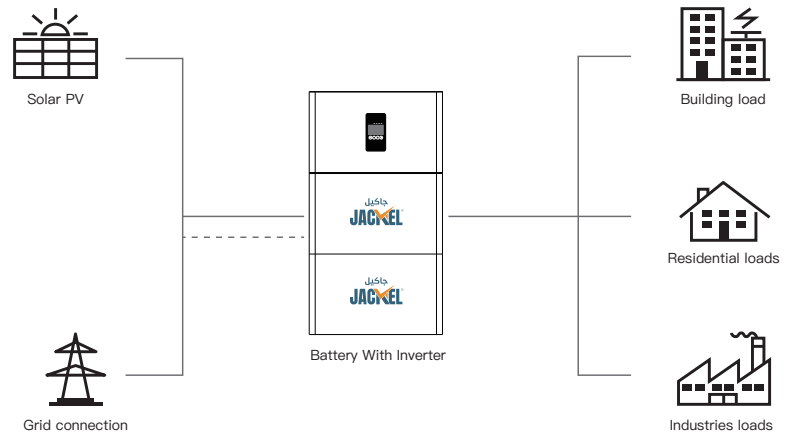 Solar PV
Building load
جاكيل
JACKEL
Residential loads
جاكيل
JACKEL
Battery With Inverter
Grid connection
Industries loads